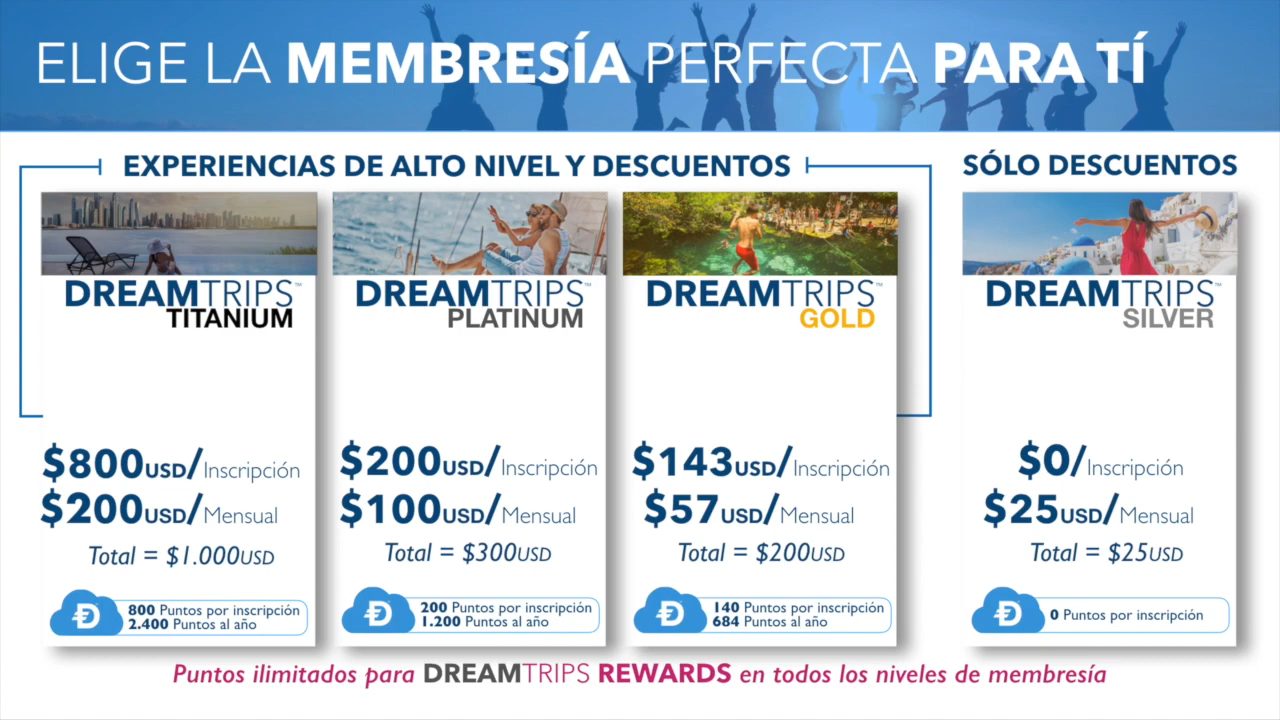 ELIGE LA MEMBRESÍA PERFECTA PARA TÍ
EXPERIENCIAS DE ALTO NIVEL Y DESCUENTOS
DREAMTRIPS™
TITANIUM
$800USD/Inscripción
$200USD/Mensual
Total = $1.000USD
800 Puntos por inscripción
2.400 Puntos al año
DREAMTRIPS™
PLATINUM
$200USD/Inscripción
$100USD/Mensual
Total = $300USD
200 Puntos por inscripción
1.200 Puntos al año
DREAMTRIPS™
GOLD
$143USD/Inscripción
$57USD/Mensual
Total = $200USD
140 Puntos por inscripción
684 Puntos al año
SÓLO DESCUENTOS
DREAMTRIPS™
SILVER
$0/Inscripción
$25USD/Mensual
Total = $25USD
0 Puntos por inscripción
Puntos ilimitados para DREAMTRIPS REWARDS en todos los niveles de membresía